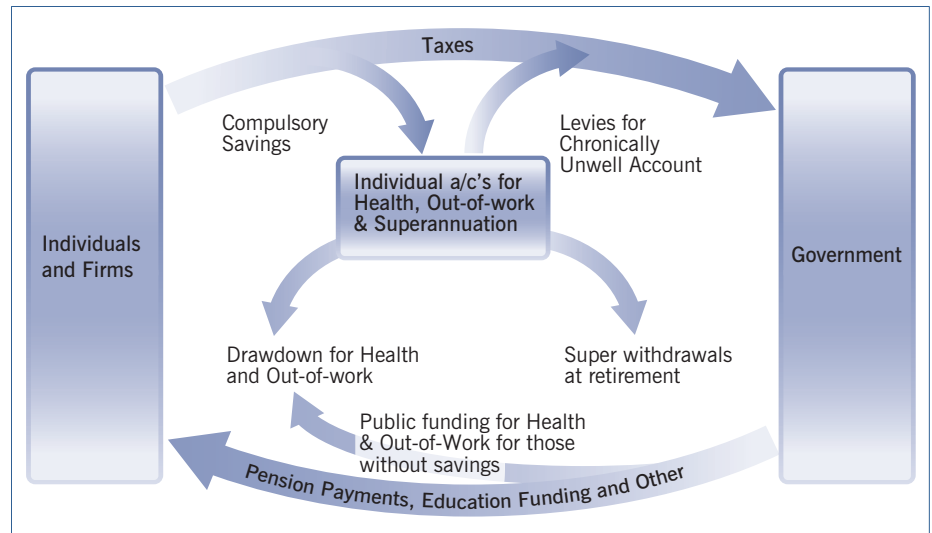 Taxes
Compulsory
Savings
Levies for
Chronically
Unwell Account
Individual a/c's for
Health, Out-of-work
& Superannuation
Individuals
and Firms
Government
Drawdown for Health
and Out-of-work
Super withdrawals
at retirement
Public funding for Health
& Out-of-Work for those
without savings
Pension Payments, Education Funding and Other